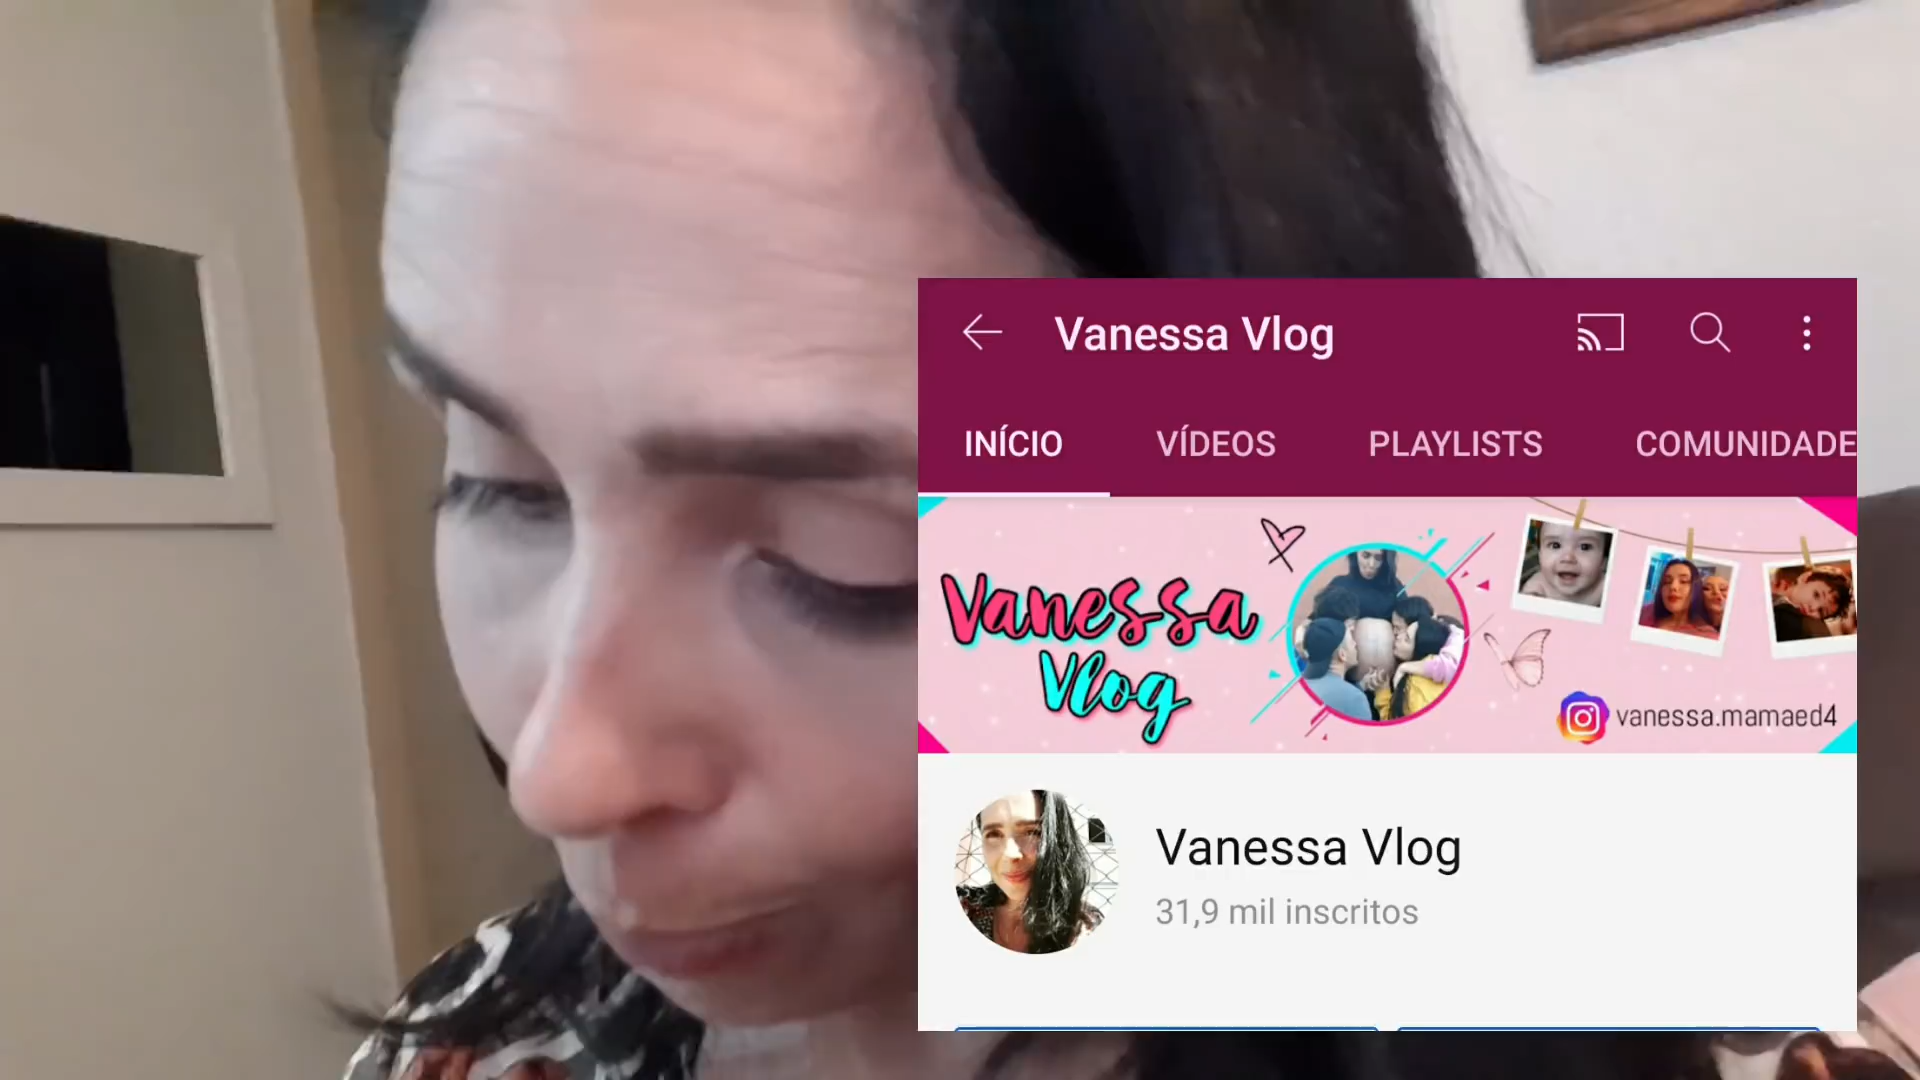 Vanessa Vlog
INÍCIO VÍDEOS PLAYLISTS COMUNIDADE
Vanessa
Vlog
vanessa.mamaed4
Vanessa Vlog
31,9 mil inscritos